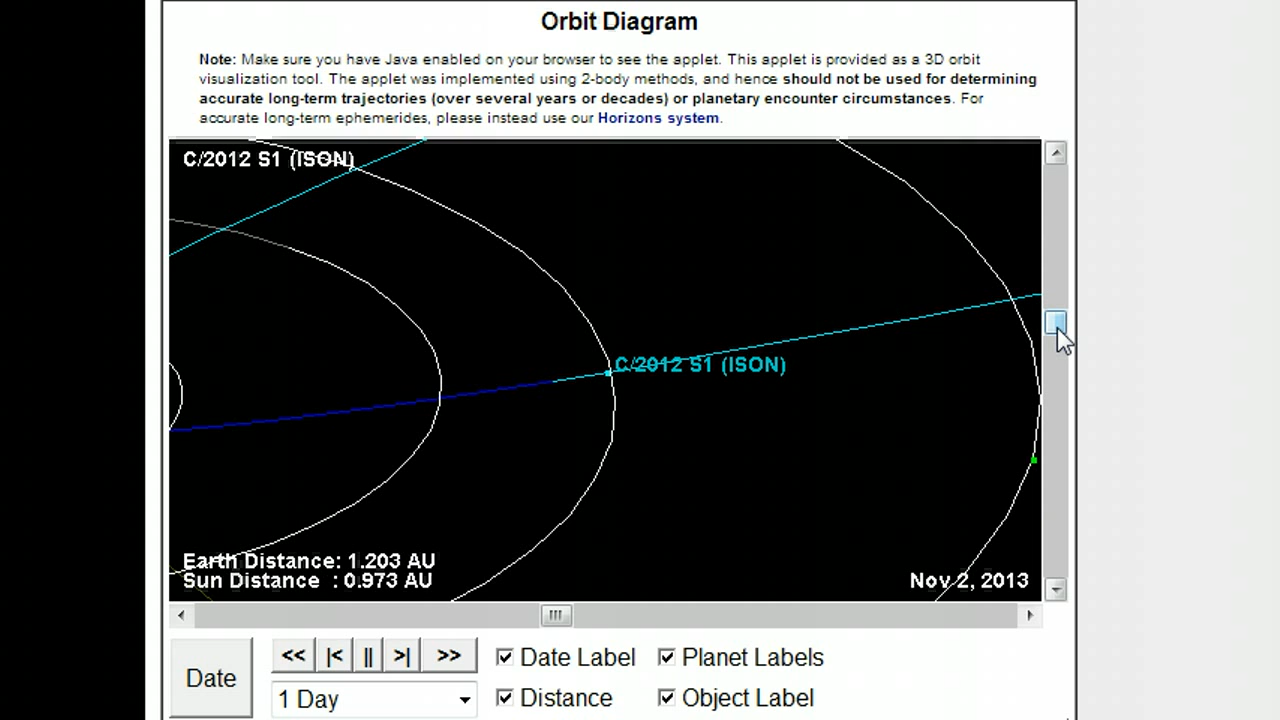 Orbit Diagram
Note: Make sure you have Java enabled on your browser to see the applet. This applet is provided as a 3D orbit
visualization tool. The applet was implemented using 2-body methods, and hence should not be used for determining
accurate long-term trajectories (over several years or decades) or planetary encounter circumstances. For
accurate long-term ephemerides, please instead use our Horizons system.
C/2012 S1 (ISON)
C/2012 S1 (ISON)
Earth Distance: 1.203 AU
Sun Distance : 0.973 AU
Nov 2, 2013
<< |< || >| >>
Date Label
Planet Labels
Date
1 Day
Distance
Object Label